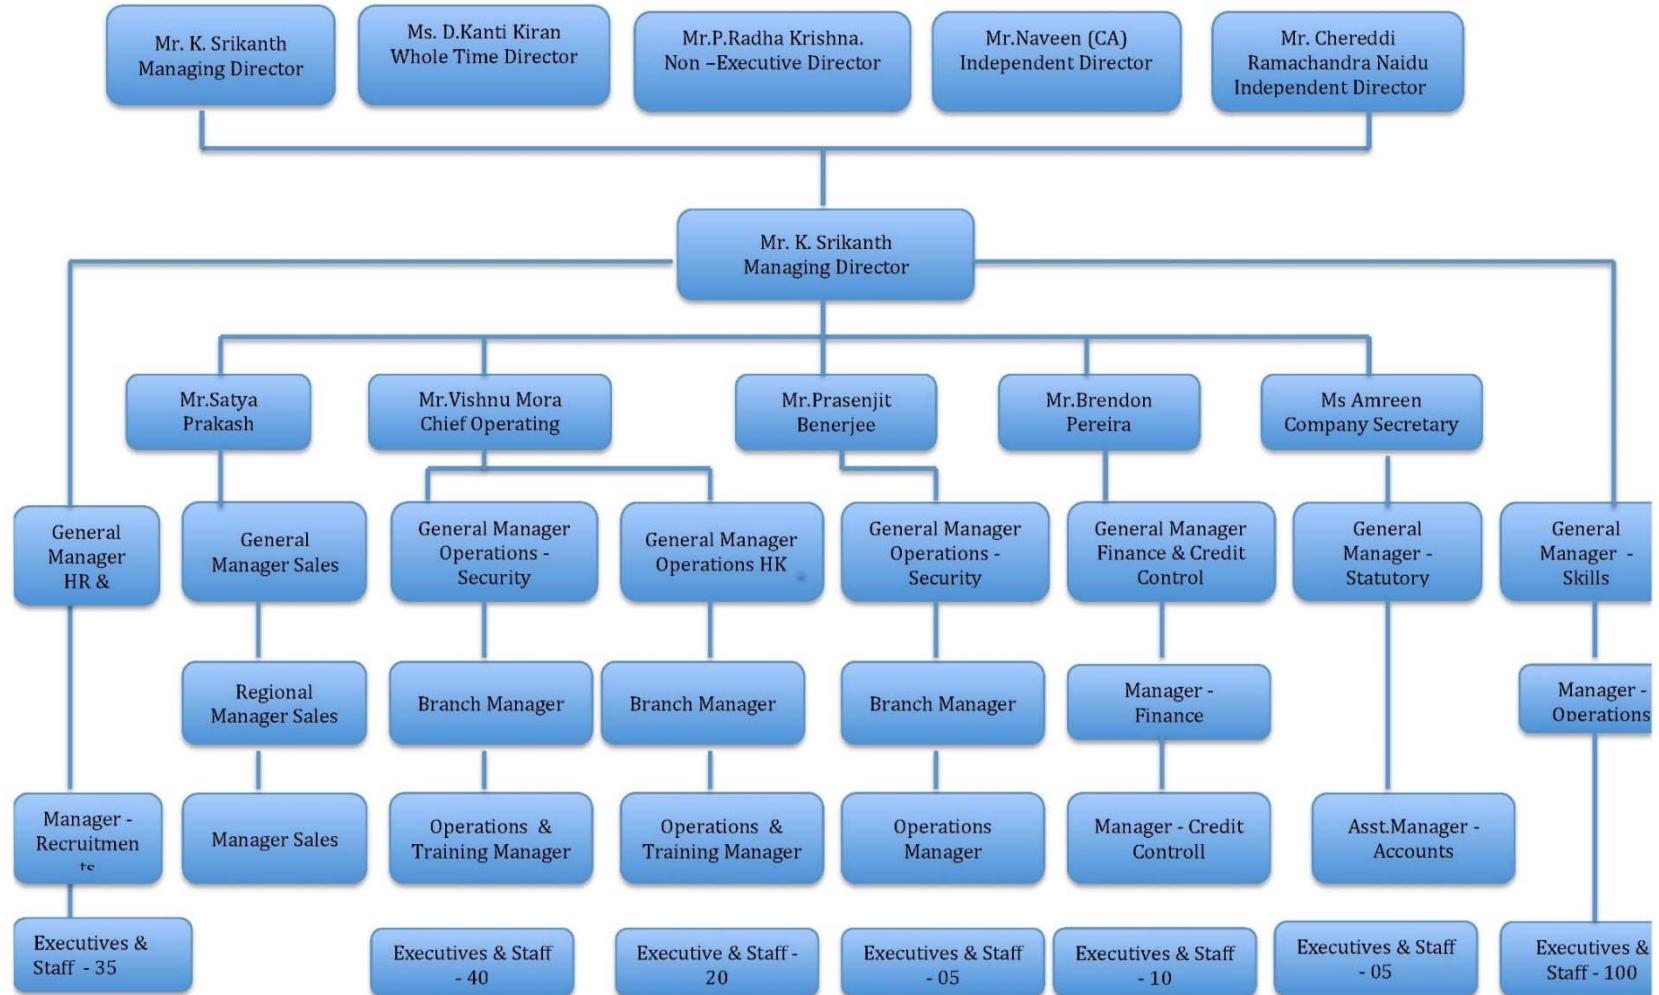 Mr. K. Srikanth
Managing Director
Ms. D.Kanti Kiran
Whole Time Director
Mr.P.Radha Krishna.
Non –Executive Director
Mr.Naveen (CA)
Independent Director
Mr. Chereddi
Ramachandra Naidu
Independent Director
Mr. K. Srikanth
Managing Director
Mr.Satya
Prakash
Mr.Vishnu Mora
Chief Operating
Mr.Prasenjit
Benerjee
Mr.Brendon
Pereira
Ms Amreen
Company Secretary
General
Manager
HR &
General
Manager Sales
General Manager
Operations -
Security
General Manager
Operations HK
General Manager
Operations -
Security
General Manager
Finance & Credit
Control
General
Manager -
Statutory
General
Manager -
Skills
Regional
Manager Sales
Branch Manager
Branch Manager
Branch Manager
Manager -
Finance
Manager -
Operations
Manager -
Recruitmen
ts
Manager Sales
Operations &
Training Manager
Operations &
Training Manager
Operations
Manager
Manager - Credit
Controll
Asst.Manager -
Accounts
Executives &
Staff - 35
Executives & Staff
- 40
Executive & Staff -
20
Executives & Staff
- 05
Executives & Staff
- 10
Executives & Staff
- 05
Executives &
Staff - 100